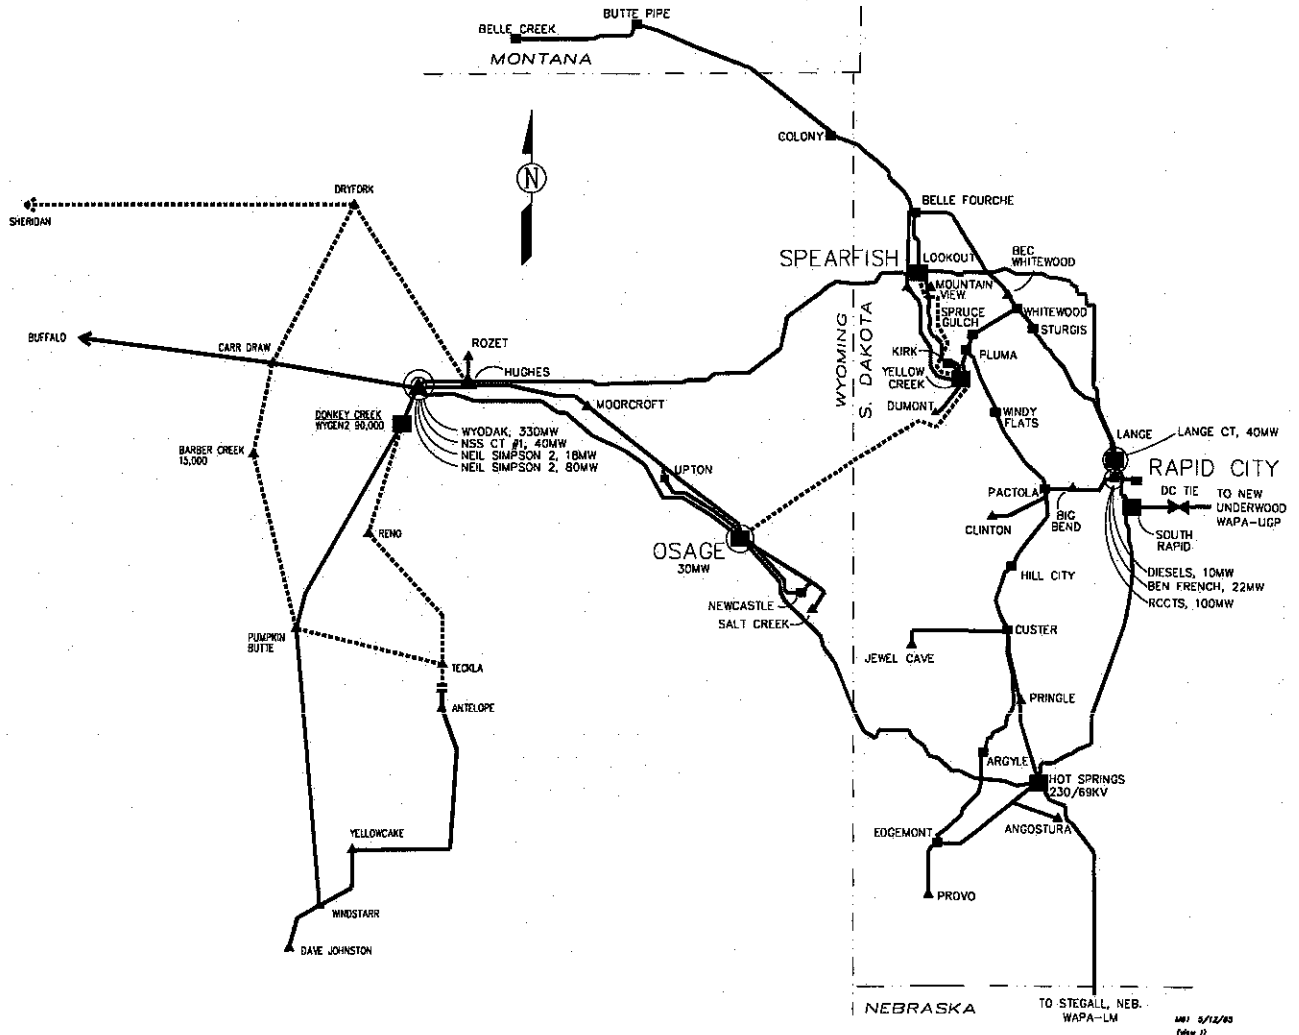 BUTTE PIPE
BELLE CREEK
MONTANA
COLONY
N
DRYFORK
SHERIDAN
BELLE FOURCHE
SPEARFISH
LOOKOUT
BEC
WHITEWOOD
MOUNTAIN
VIEW
SPRUCE
GULCH
WHITEWOOD
STURGIS
WYOMING
S. DAKOTA
BUFFALO
CARR DRAW
ROZET
HUGHES
KIRK
PLUMA
YELLOW
CREEK
MOORCROFT
DUMONT
WINDY
FLATS
DONKEY CREEK
WYGEN2 90,000
WYODAK, 330MW
NSS CT #1, 40MW
NEIL SIMPSON 2, 18MW
NEIL SIMPSON 2, 80MW
BARBER CREEK
15,000
LANGE
LANGE CT, 40MW
RAPID CITY
UPTON
PACTOLA
BIG
BEND
DC TIE
TO NEW
UNDERWOOD
WAPA-UGP
CLINTON
SOUTH
RAPID
RENO
OSAGE
30MW
HILL CITY
DIESELS, 10MW
BEN FRENCH, 22MW
RCCTS, 100MW
NEWCASTLE
SALT CREEK
PUMPKIN
BUTTE
CUSTER
JEWEL CAVE
TECKLA
PRINGLE
ANTELOPE
ARGYLE
HOT SPRINGS
230/69KV
ANGOSTURA
EDGEMONT
YELLOWCAKE
PROVO
WINDSTARR
DAVE JOHNSTON
NEBRASKA
TO STEGALL, NEB.
WAPA-LM